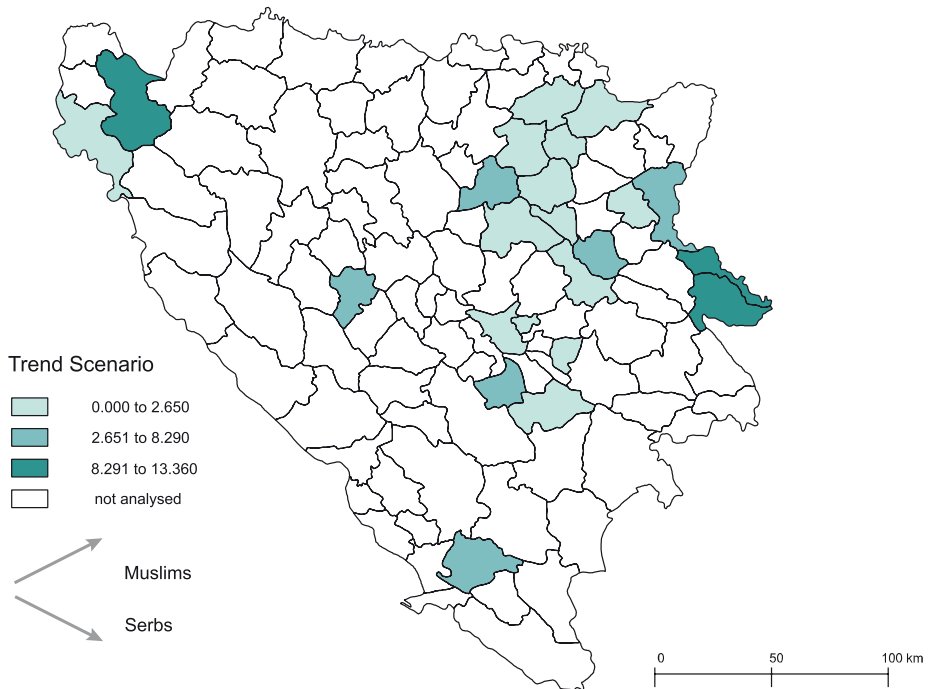 Trend Scenario
0.000 to 2.650
2.651 to 8.290
8.291 to 13.360
not analysed
Muslims
Serbs
0 50 100 km